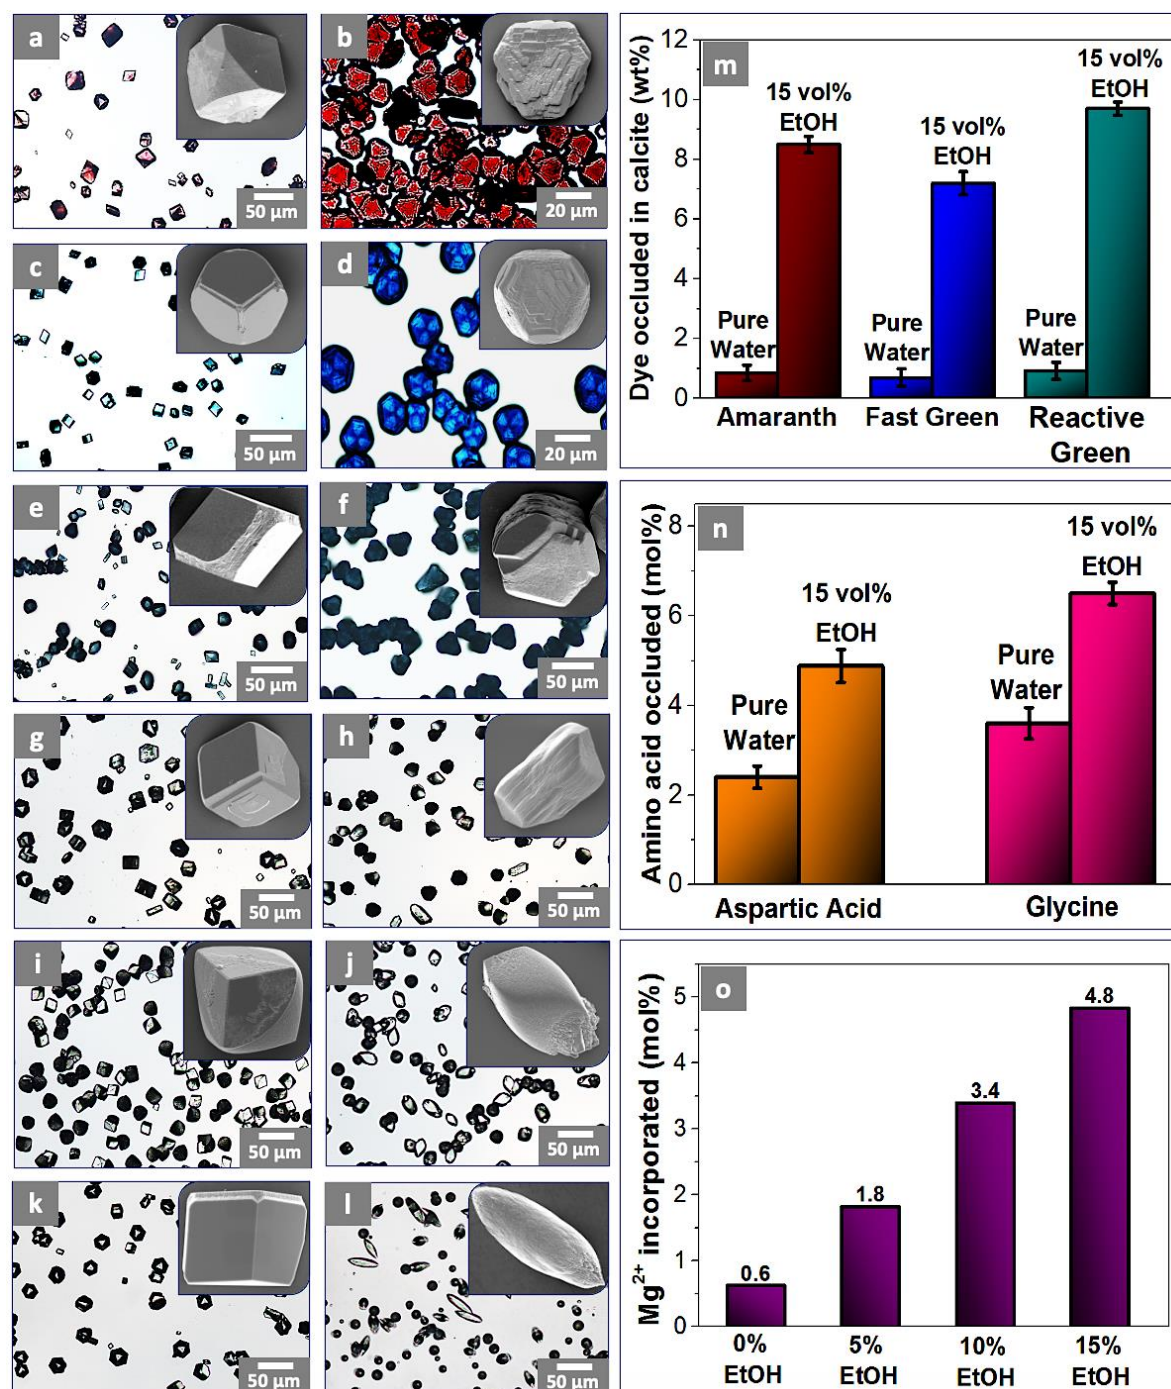 a
50 µm
b
20 µm
c
50 µm
d
20 µm
e
50 µm
f
50 µm
g
50 µm
h
50 µm
i
50 µm
j
50 µm
k
50 µm
l
50 µm
m
Dye occluded in calcite (wt%)
12
10
8
6
4
2
0
Pure
Water
15 vol%
EtOH
Pure
Water
15 vol%
EtOH
Pure
Water
15 vol%
EtOH
Amaranth
Fast Green
Reactive
Green
n
Amino acid occluded (mol%)
8
6
4
2
0
Pure
Water
15 vol%
EtOH
Pure
Water
15 vol%
EtOH
Aspartic Acid
Glycine
o
Mg²⁺ incorporated (mol%)
5
4
3
2
1
0
0.6
1.8
3.4
4.8
0%
EtOH
5%
EtOH
10%
EtOH
15%
EtOH